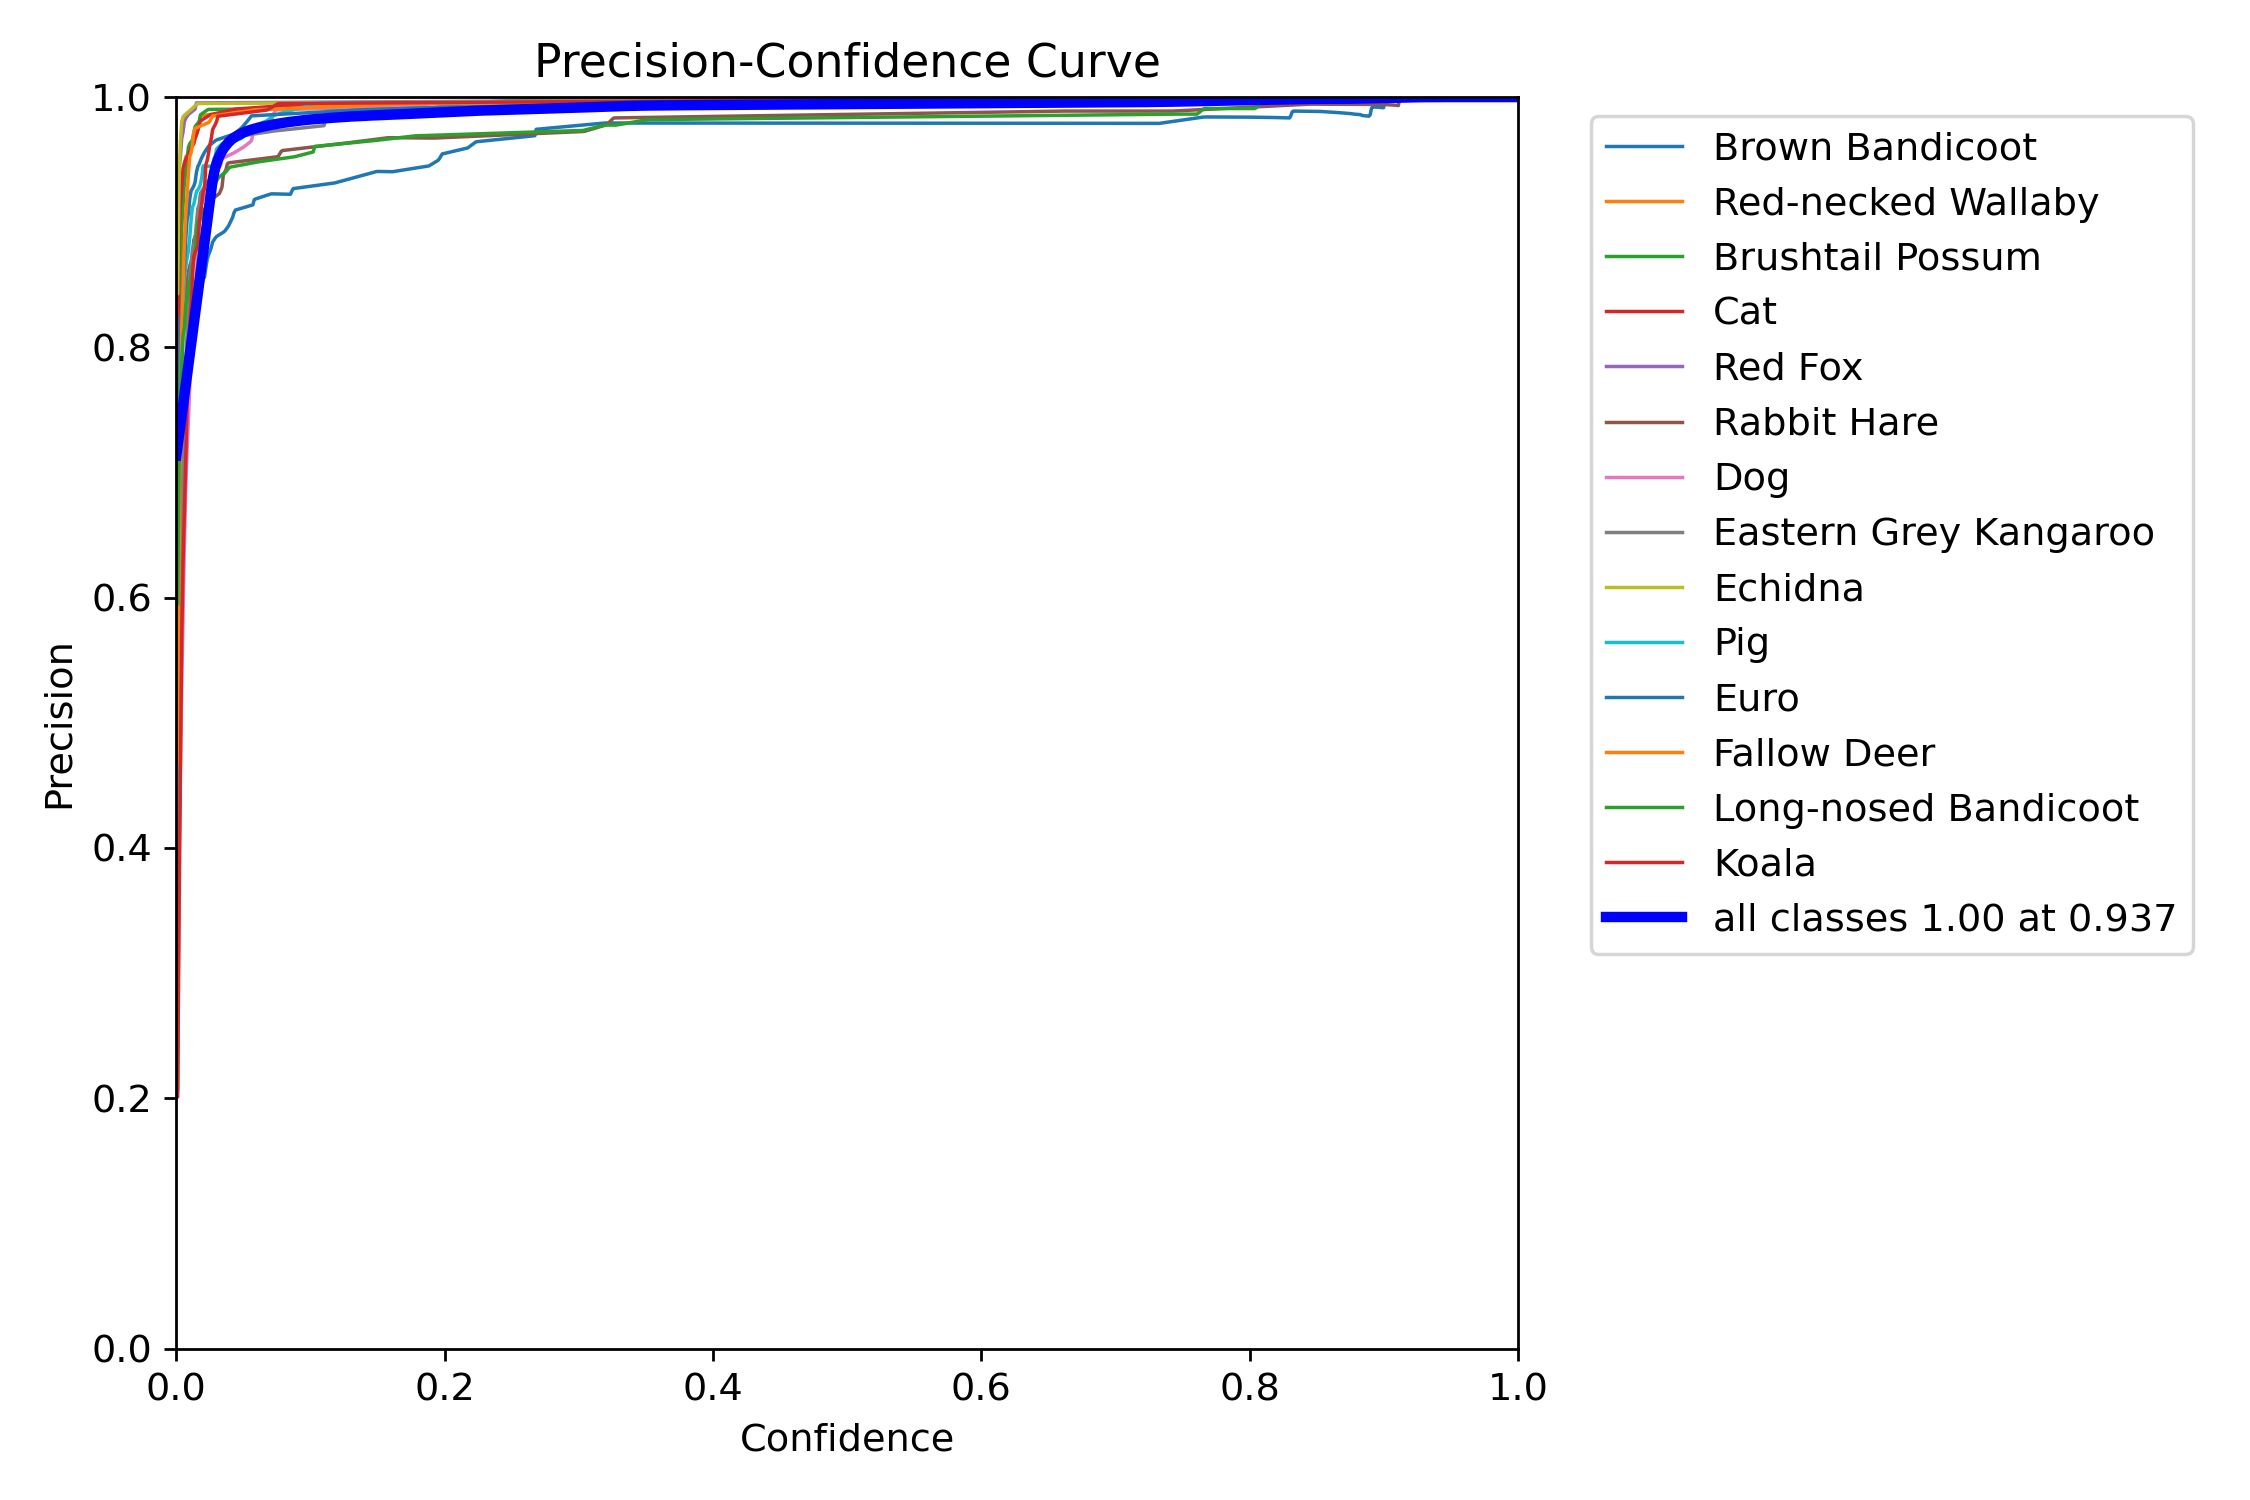 Precision-Confidence Curve
1.0
0.8
0.6
0.4
0.2
0.0
Precision
0.0 0.2 0.4 0.6 0.8 1.0
Confidence
Brown Bandicoot
Red-necked Wallaby
Brushtail Possum
Cat
Red Fox
Rabbit Hare
Dog
Eastern Grey Kangaroo
Echidna
Pig
Euro
Fallow Deer
Long-nosed Bandicoot
Koala
all classes 1.00 at 0.937